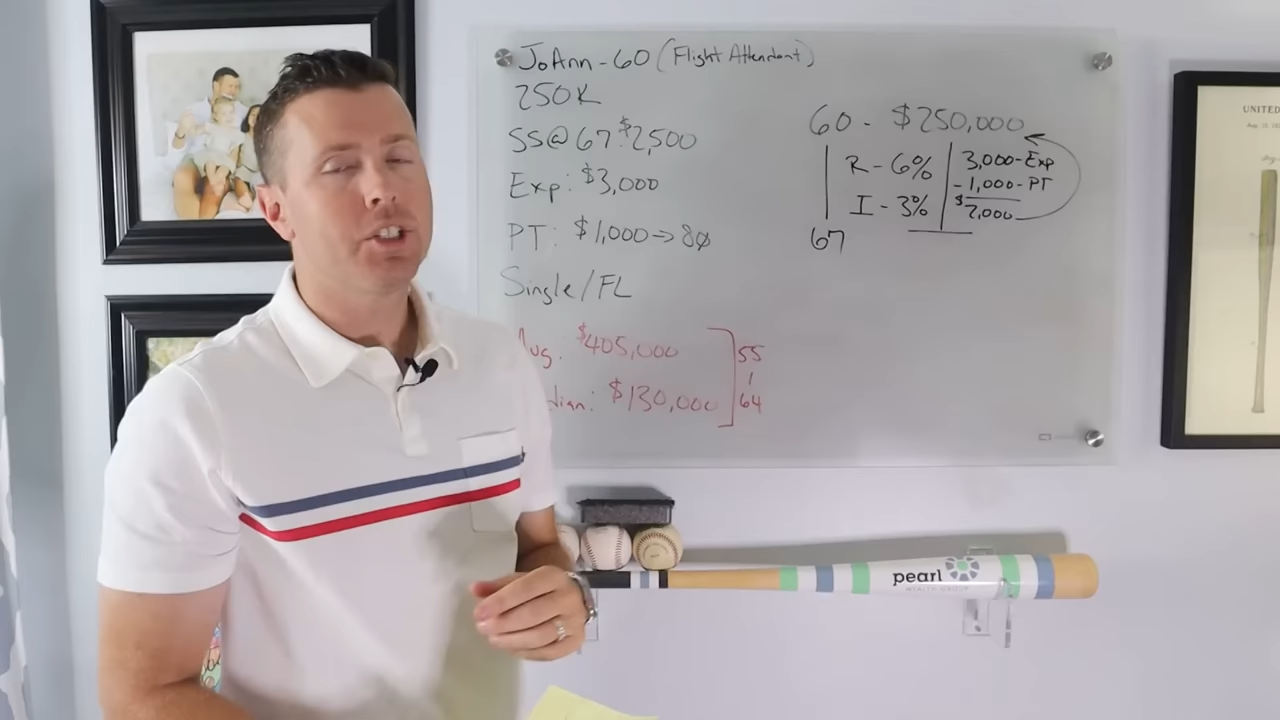 JoAnn - 60 (Flight Attendant)
250K
SS@67: $2,500
Exp: $3,000
PT: $1,000 → 80
Single/FL
$405,000
$130,000
55
|
64
60 - $250,000
R - 6%
I - 3%
67
3,000 - Exp
- 1,000 - PT
$2,000
pearl
WEALTH GROUP
UNITED